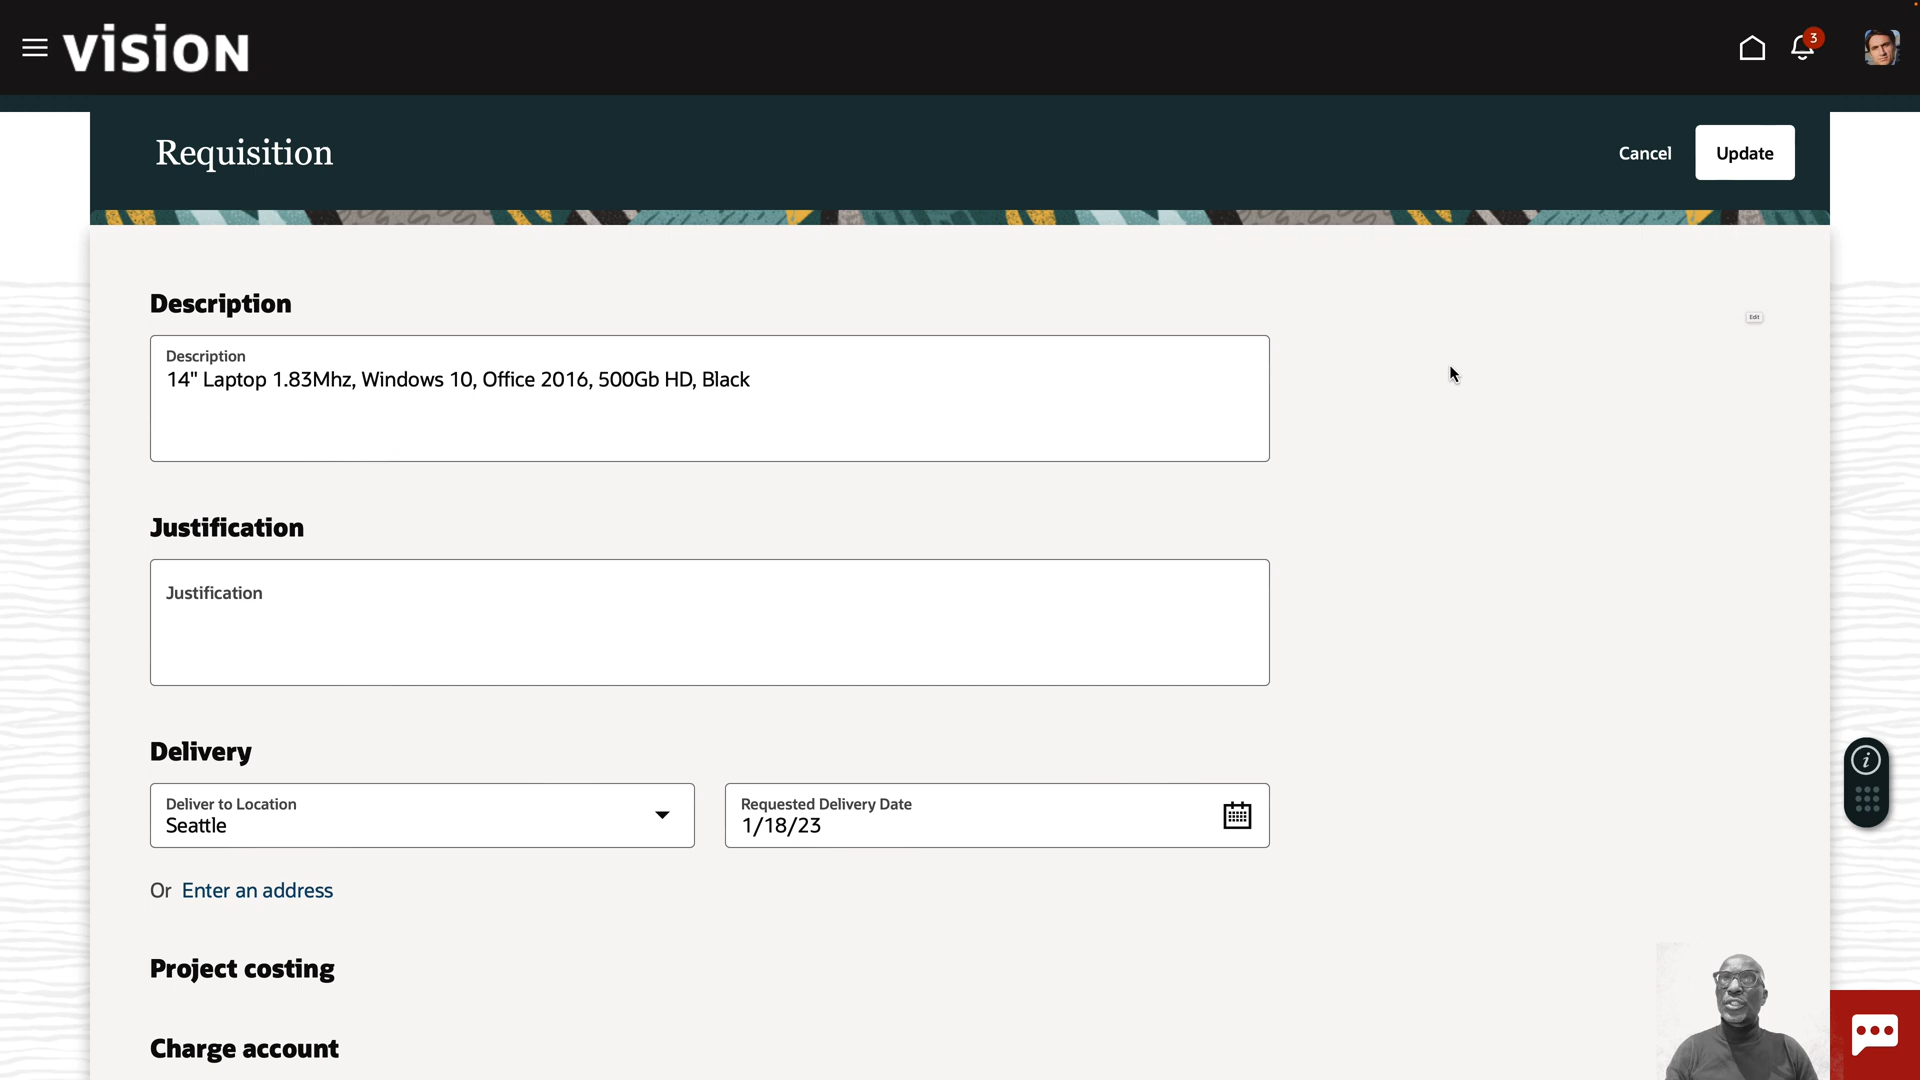 vision
3
Requisition
Cancel
Update
Description
Edit
Description
14" Laptop 1.83Mhz, Windows 10, Office 2016, 500Gb HD, Black
Justification
Justification
Delivery
Deliver to Location
Seattle
Requested Delivery Date
1/18/23
Or Enter an address
Project costing
Charge account